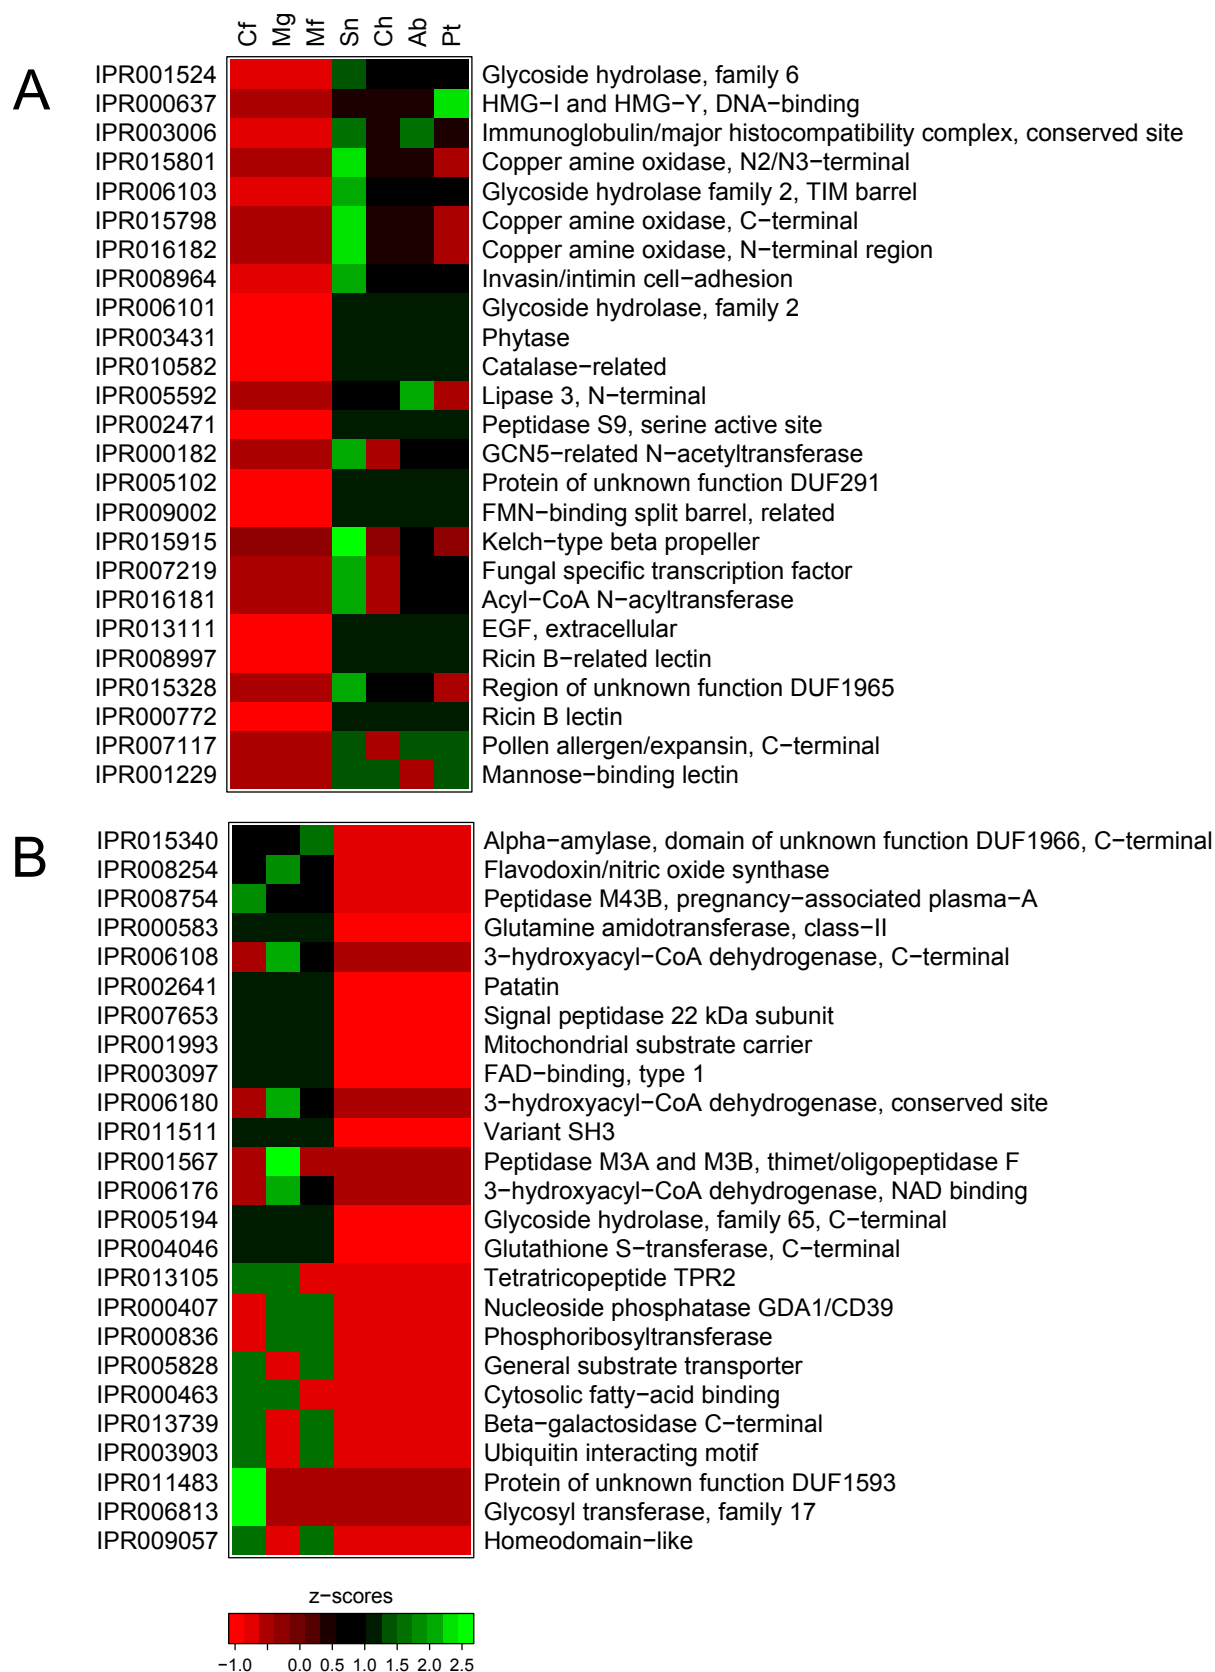 Cf Mg Mf Sn Ch Ab Pt
A
IPR001524 Glycoside hydrolase, family 6
IPR000637 HMG−I and HMG−Y, DNA−binding
IPR003006 Immunoglobulin/major histocompatibility complex, conserved site
IPR015801 Copper amine oxidase, N2/N3−terminal
IPR006103 Glycoside hydrolase family 2, TIM barrel
IPR015798 Copper amine oxidase, C−terminal
IPR016182 Copper amine oxidase, N−terminal region
IPR008964 Invasin/intimin cell−adhesion
IPR006101 Glycoside hydrolase, family 2
IPR003431 Phytase
IPR010582 Catalase−related
IPR005592 Lipase 3, N−terminal
IPR002471 Peptidase S9, serine active site
IPR000182 GCN5−related N−acetyltransferase
IPR005102 Protein of unknown function DUF291
IPR009002 FMN−binding split barrel, related
IPR015915 Kelch−type beta propeller
IPR007219 Fungal specific transcription factor
IPR016181 Acyl−CoA N−acyltransferase
IPR013111 EGF, extracellular
IPR008997 Ricin B−related lectin
IPR015328 Region of unknown function DUF1965
IPR000772 Ricin B lectin
IPR007117 Pollen allergen/expansin, C−terminal
IPR001229 Mannose−binding lectin
B
IPR015340 Alpha−amylase, domain of unknown function DUF1966, C−terminal
IPR008254 Flavodoxin/nitric oxide synthase
IPR008754 Peptidase M43B, pregnancy−associated plasma−A
IPR000583 Glutamine amidotransferase, class−II
IPR006108 3−hydroxyacyl−CoA dehydrogenase, C−terminal
IPR002641 Patatin
IPR007653 Signal peptidase 22 kDa subunit
IPR001993 Mitochondrial substrate carrier
IPR003097 FAD−binding, type 1
IPR006180 3−hydroxyacyl−CoA dehydrogenase, conserved site
IPR011511 Variant SH3
IPR001567 Peptidase M3A and M3B, thimet/oligopeptidase F
IPR006176 3−hydroxyacyl−CoA dehydrogenase, NAD binding
IPR005194 Glycoside hydrolase, family 65, C−terminal
IPR004046 Glutathione S−transferase, C−terminal
IPR013105 Tetratricopeptide TPR2
IPR000407 Nucleoside phosphatase GDA1/CD39
IPR000836 Phosphoribosyltransferase
IPR005828 General substrate transporter
IPR000463 Cytosolic fatty−acid binding
IPR013739 Beta−galactosidase C−terminal
IPR003903 Ubiquitin interacting motif
IPR011483 Protein of unknown function DUF1593
IPR006813 Glycosyl transferase, family 17
IPR009057 Homeodomain−like
z−scores
−1.0 0.0 0.5 1.0 1.5 2.0 2.5